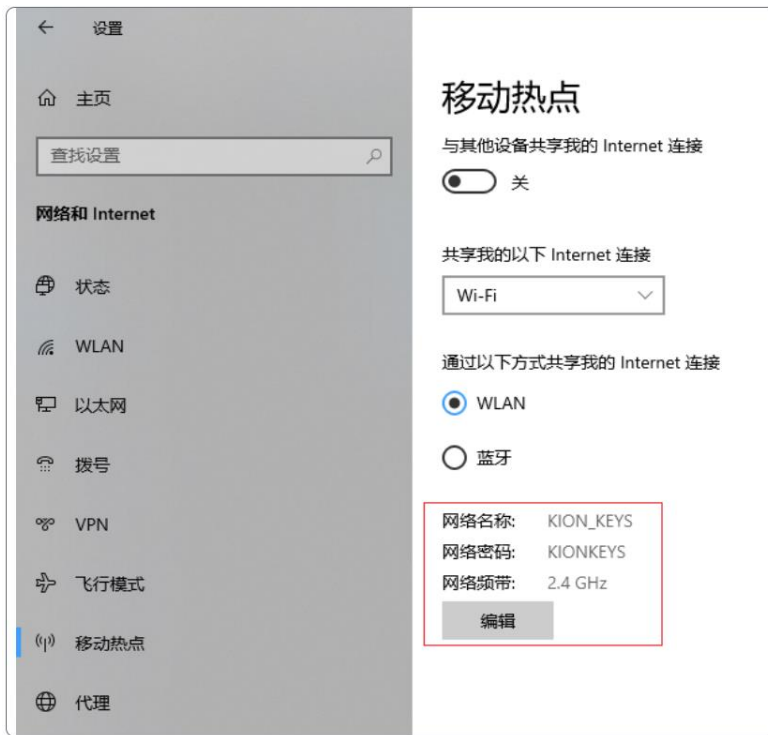 设置
主页
查找设置
网络和 Internet
状态
WLAN
以太网
拨号
VPN
飞行模式
移动热点
代理
移动热点
与其他设备共享我的 Internet 连接
关
共享我的以下 Internet 连接
Wi-Fi
通过以下方式共享我的 Internet 连接
WLAN
蓝牙
网络名称: KION_KEYS
网络密码: KIONKEYS
网络频带: 2.4 GHz
编辑